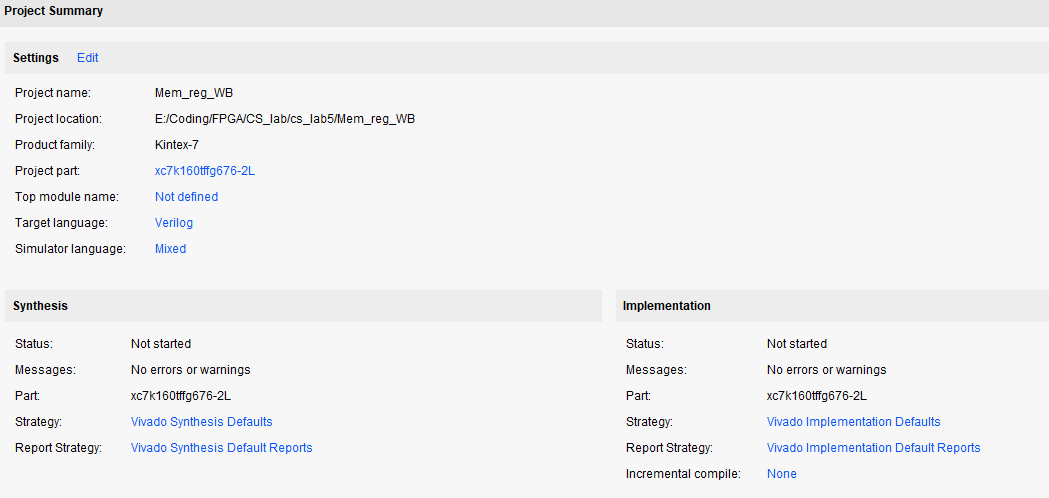 Project Summary
Settings Edit
Project name: Mem_reg_WB
Project location: E:/Coding/FPGA/CS_lab/cs_lab5/Mem_reg_WB
Product family: Kintex-7
Project part: xc7k160tffg676-2L
Top module name: Not defined
Target language: Verilog
Simulator language: Mixed
Synthesis
Status: Not started
Messages: No errors or warnings
Part: xc7k160tffg676-2L
Strategy: Vivado Synthesis Defaults
Report Strategy: Vivado Synthesis Default Reports
Implementation
Status: Not started
Messages: No errors or warnings
Part: xc7k160tffg676-2L
Strategy: Vivado Implementation Defaults
Report Strategy: Vivado Implementation Default Reports
Incremental compile: None